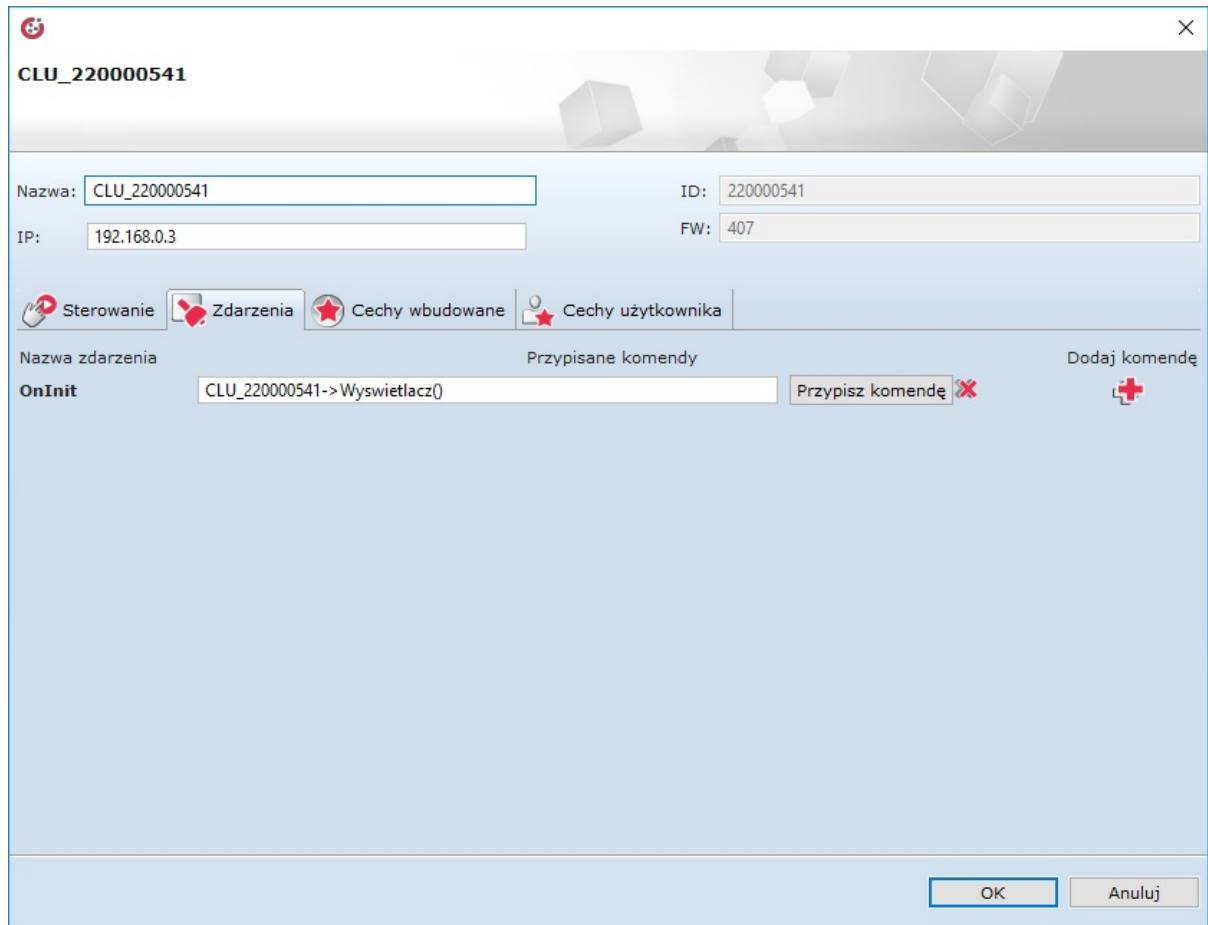 CLU_220000541
Nazwa: CLU_220000541 ID: 220000541
IP: 192.168.0.3 FW: 407
Sterowanie Zdarzenia Cechy wbudowane Cechy użytkownika
Nazwa zdarzenia Przypisane komendy Dodaj komendę
OnInit CLU_220000541->Wyswietlacz() Przypisz komendę
OK Anuluj